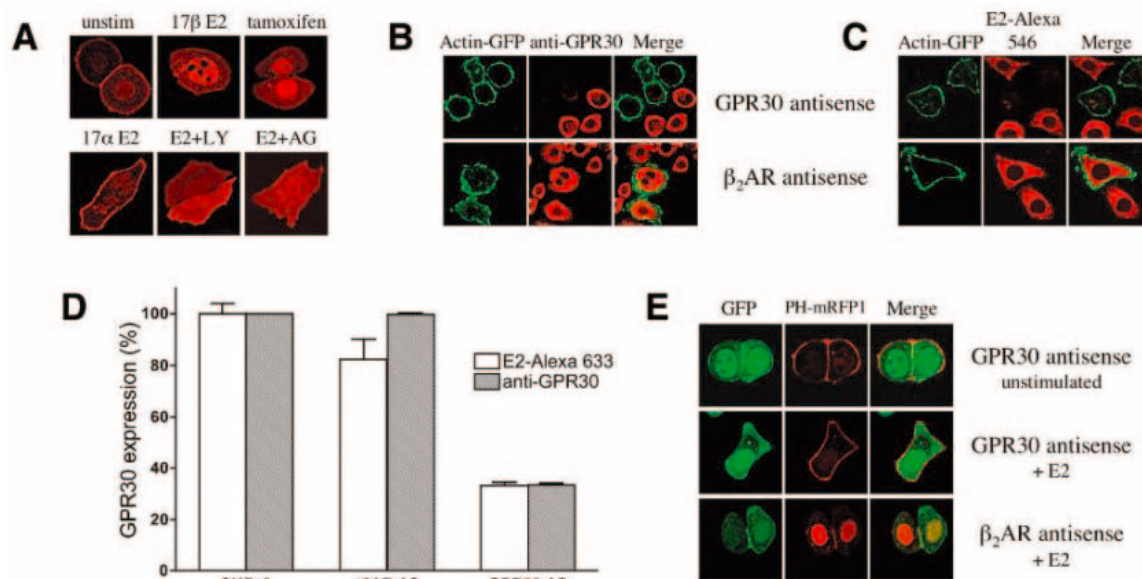 A
unstim 17β E2 tamoxifen
17α E2 E2+LY E2+AG
B
Actin-GFP anti-GPR30 Merge
GPR30 antisense
β₂AR antisense
C
E2-Alexa
Actin-GFP 546 Merge
D
GPR30 expression (%)
100
80
60
40
20
E2-Alexa 633
anti-GPR30
E
GFP PH-mRFP1 Merge
GPR30 antisense
unstimulated
GPR30 antisense
+ E2
β₂AR antisense
+ E2